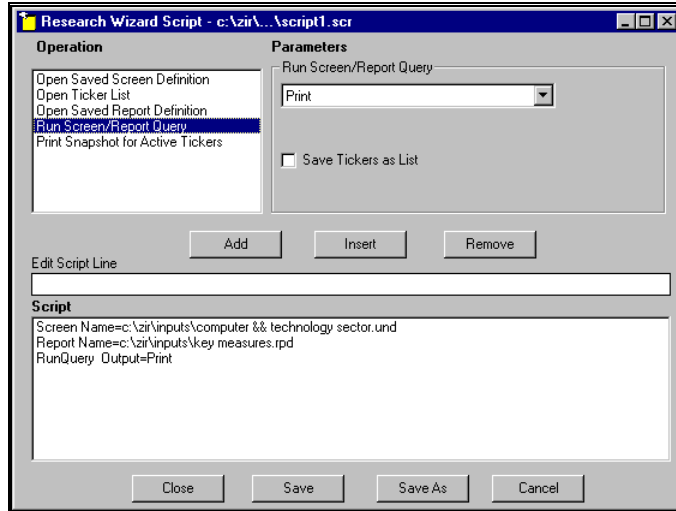 Research Wizard Script - c:\zir\...\script1.scr
Operation
Parameters
Open Saved Screen Definition
Open Ticker List
Open Saved Report Definition
Run Screen/Report Query
Print Snapshot for Active Tickers
Run Screen/Report Query
Print
Save Tickers as List
Add Insert Remove
Edit Script Line
Script
Screen Name=c:\zir\inputs\computer && technology sector.und
Report Name=c:\zir\inputs\key measures.rpd
RunQuery Output=Print
Close Save Save As Cancel